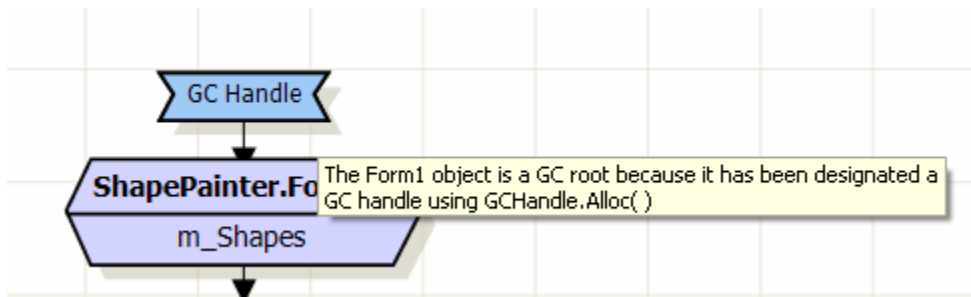 GC Handle
The Form1 object is a GC root because it has been designated a
GC handle using GCHandle.Alloc( )
ShapePainter.Fo
m_Shapes